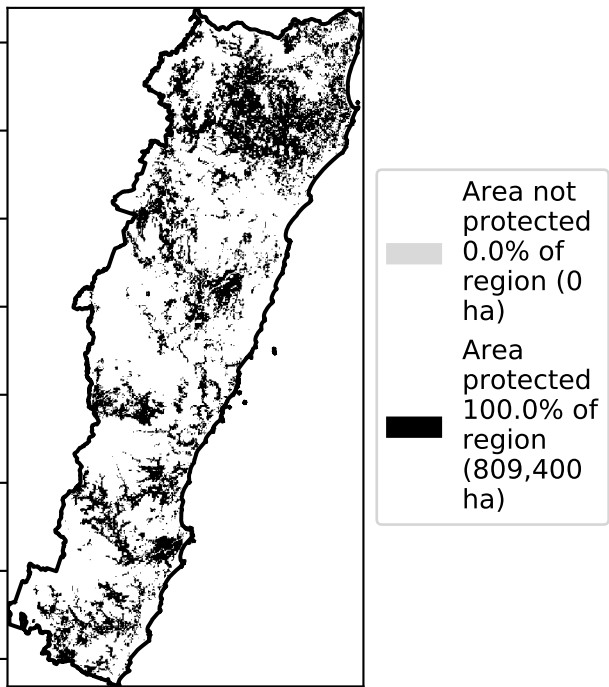 Area not
protected
0.0% of
region (0
ha)
Area
protected
100.0% of
region
(809,400
ha)